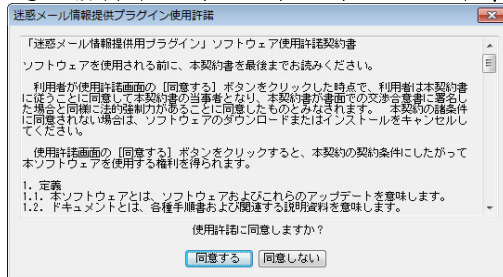 迷惑メール情報提供プラグイン使用許諾
「迷惑メール情報提供用プラグイン」ソフトウェア使用許諾契約書
ソフトウェアを使用される前に、本契約書を最後までお読みください。
利用者が使用許諾画面の [同意する] ボタンをクリックした時点で、利用者は本契約書
に従うことに同意して本契約書の当事者となり、本契約書が書面での交渉合意書に署名し
た場合と同様に法的強制力があることに同意したものとみなされます。 本契約の諸条件
に同意されない場合は、ソフトウェアのダウンロードまたはインストールをキャンセルし
てください。
使用許諾画面の [同意する] ボタンをクリックすると、本契約の契約条件にしたがって
本ソフトウェアを使用する権利を得られます。
1. 定義
1.1. 本ソフトウェアとは、ソフトウェアおよびこれらのアップデートを意味します。
1.2. ドキュメントとは、各種手順書および関連する説明資料を意味します。
使用許諾に同意しますか？
同意する 同意しない